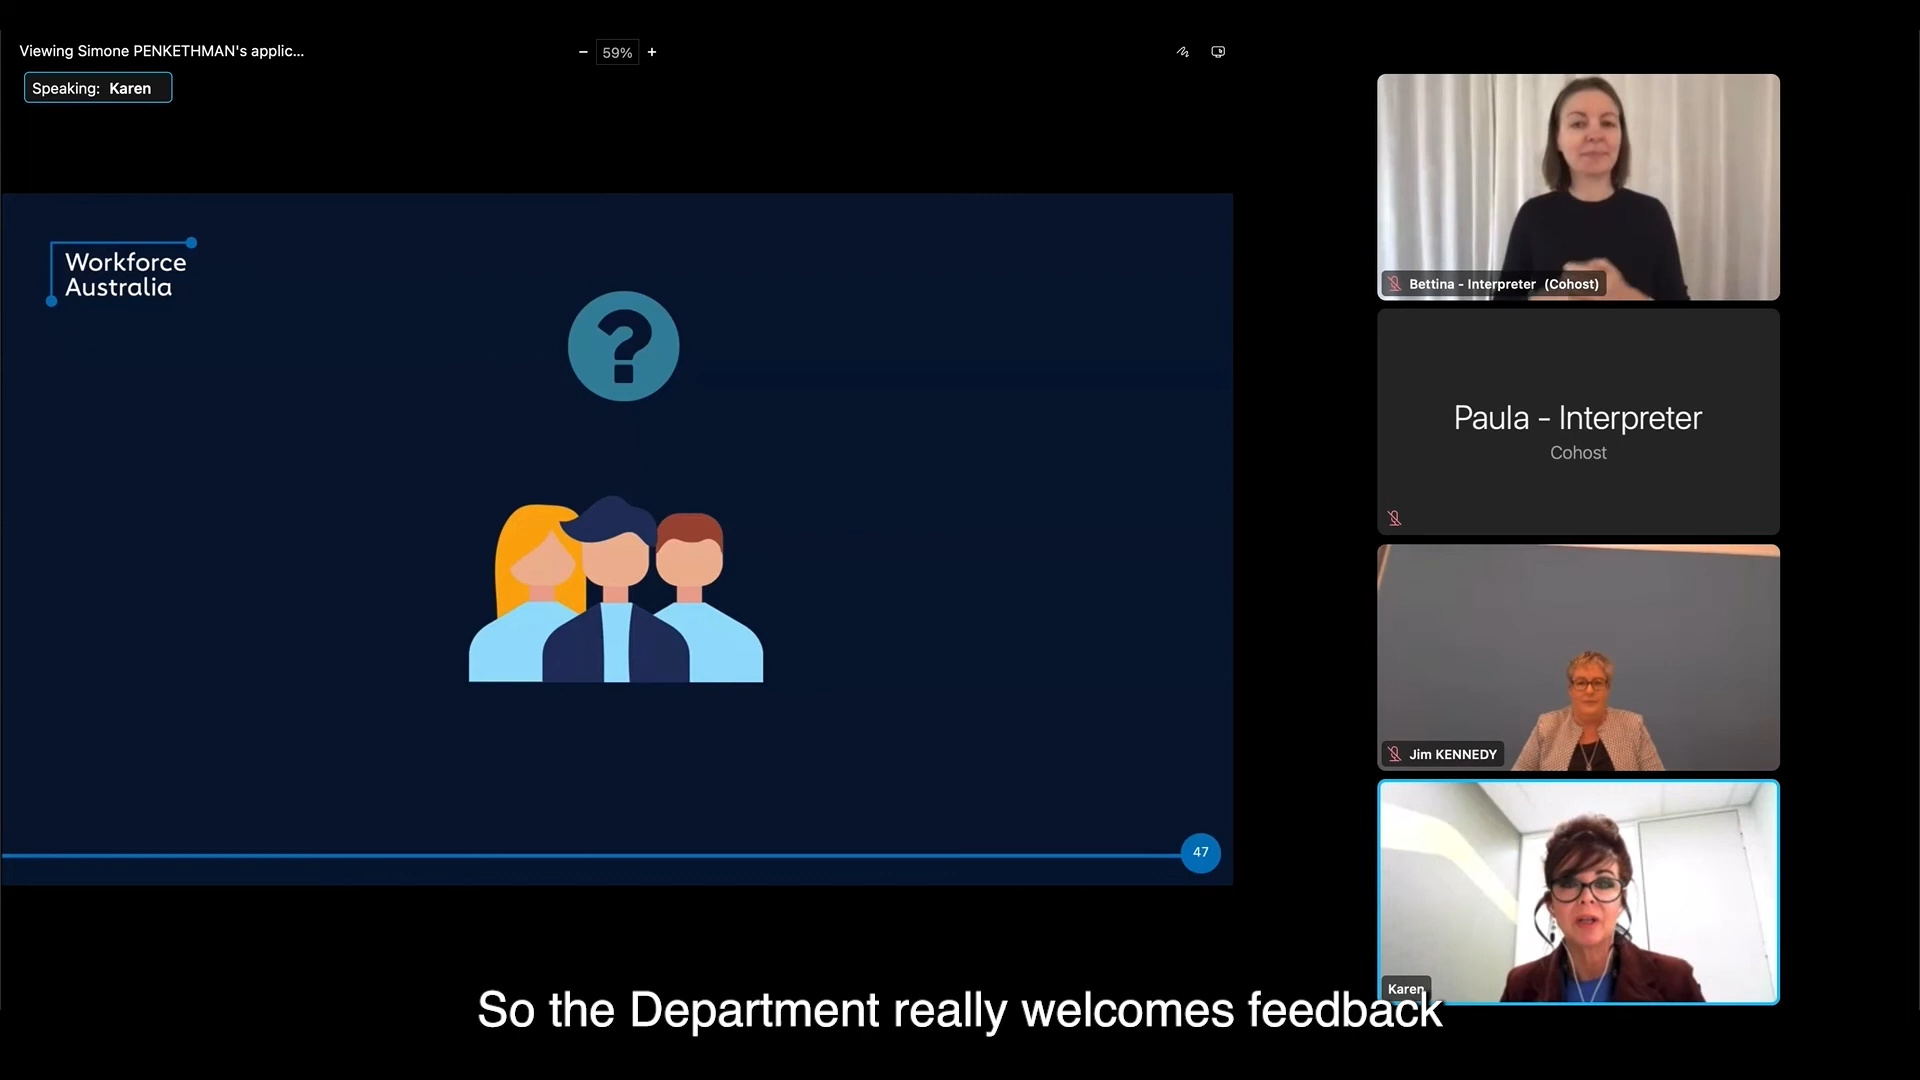 Viewing Simone PENKETHMAN's applic...
59%
Speaking: Karen
Workforce
Australia
?
47
Bettina - Interpreter (Cohost)
Paula - Interpreter
Cohost
Jim KENNEDY
Karen
So the Department really welcomes feedback